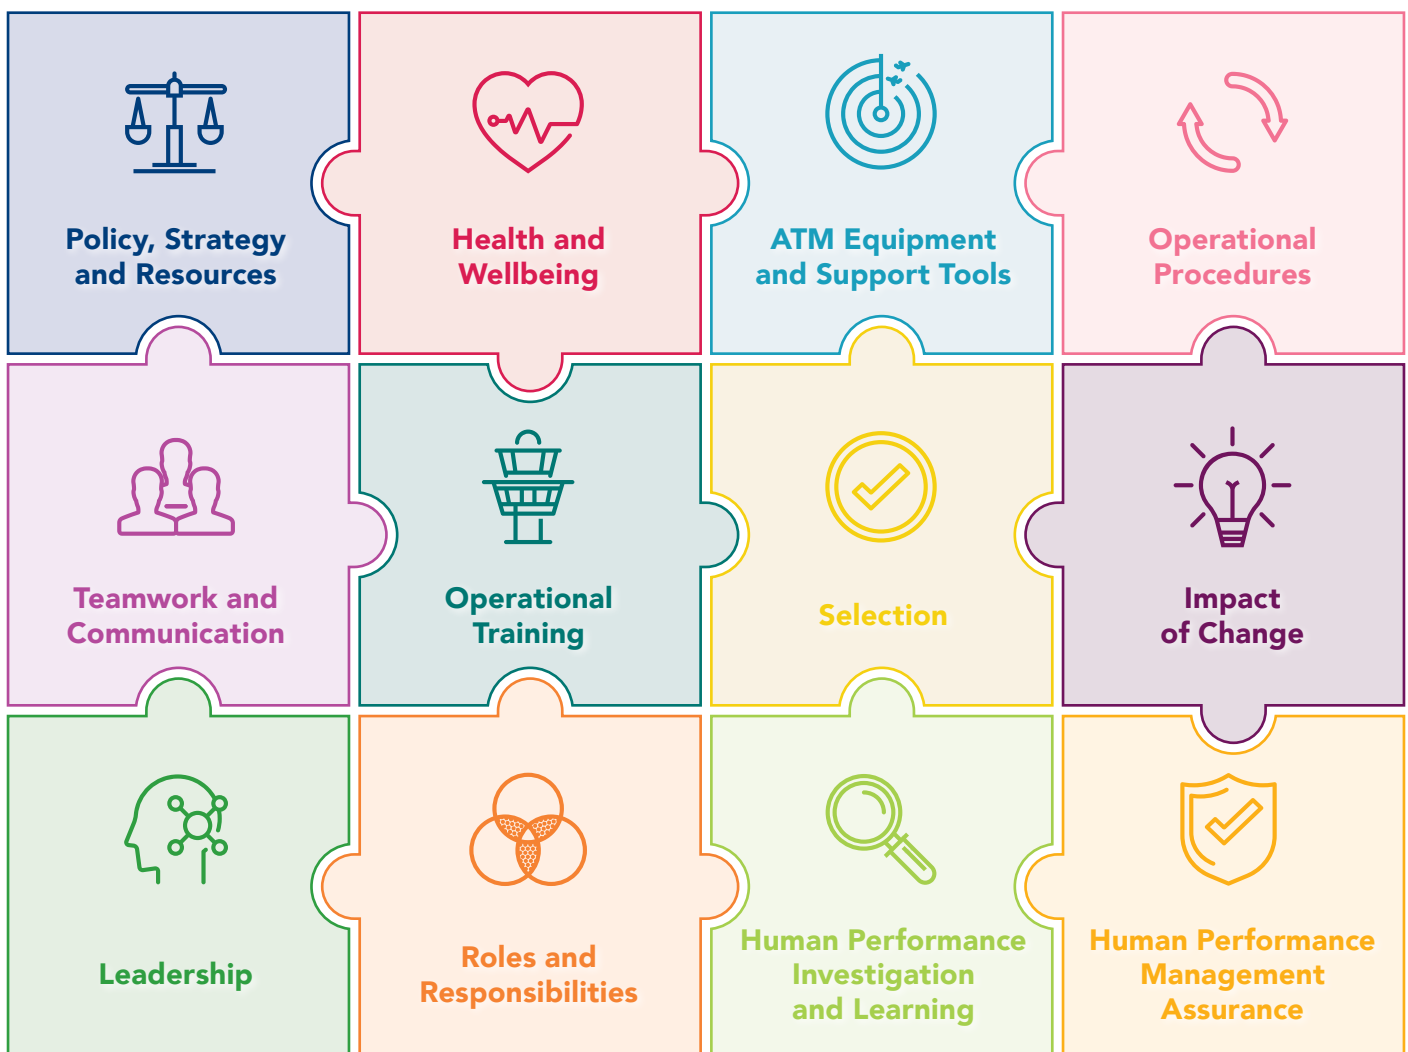 Policy, Strategy
and Resources
Health and
Wellbeing
ATM Equipment
and Support Tools
Operational
Procedures
Teamwork and
Communication
Operational
Training
Selection
Impact
of Change
Leadership
Roles and
Responsibilities
Human Performance
Investigation
and Learning
Human Performance
Management
Assurance